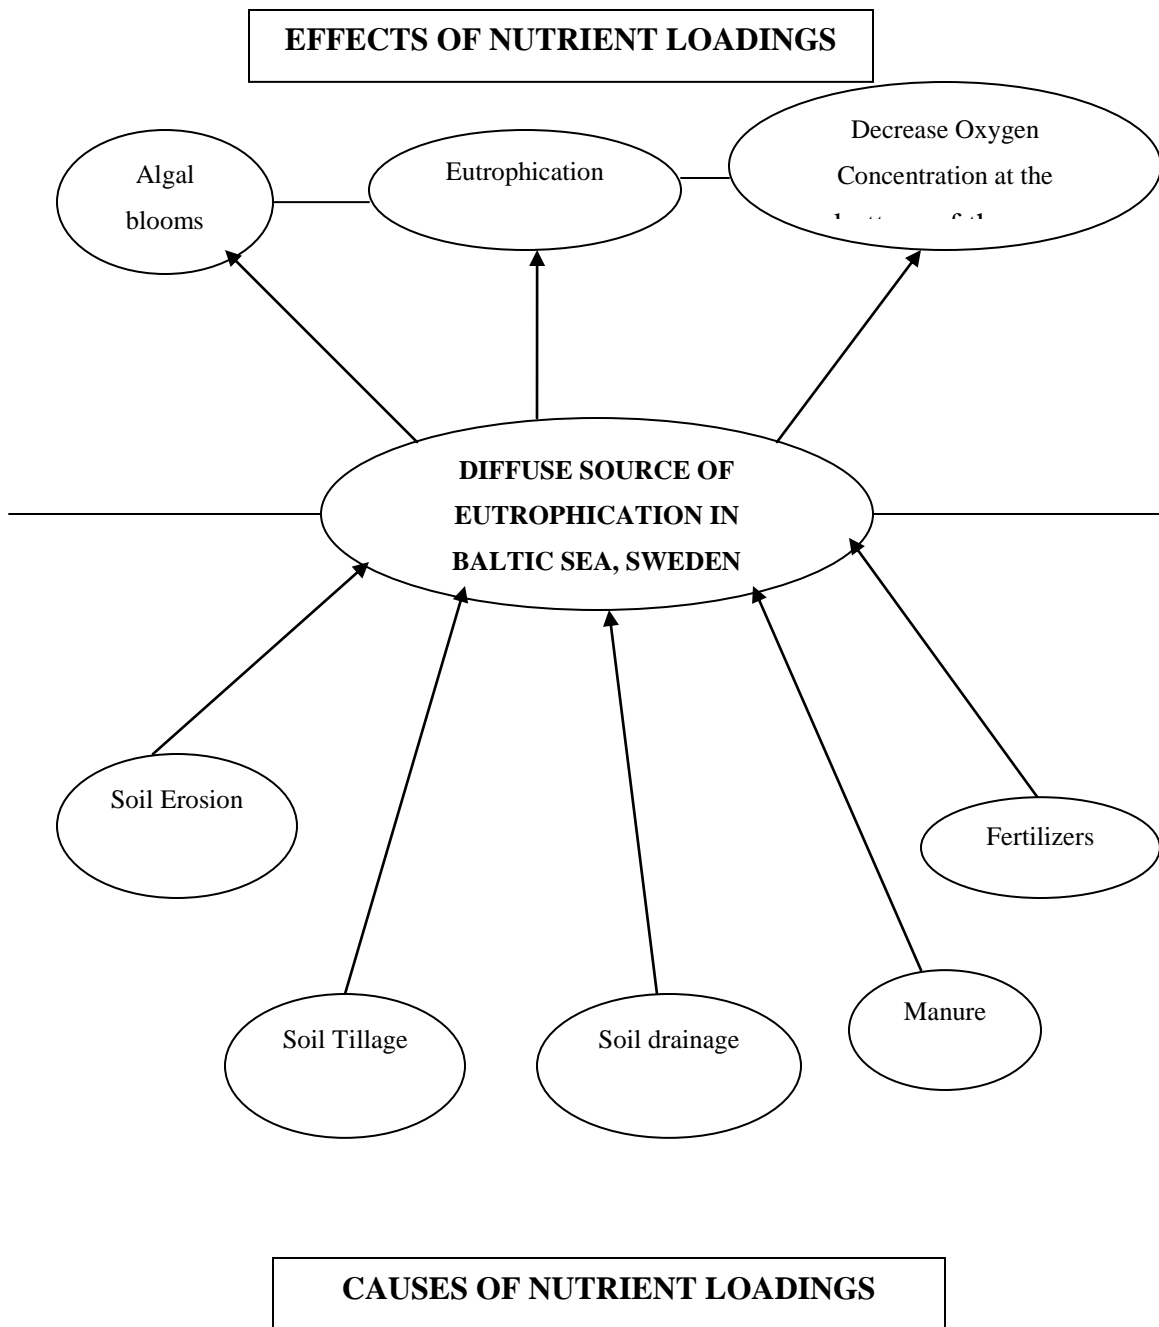 EFFECTS OF NUTRIENT LOADINGS
Algal
blooms
Eutrophication
Decrease Oxygen
Concentration at the
DIFFUSE SOURCE OF
EUTROPHICATION IN
BALTIC SEA, SWEDEN
Soil Erosion
Fertilizers
Soil Tillage
Soil drainage
Manure
CAUSES OF NUTRIENT LOADINGS